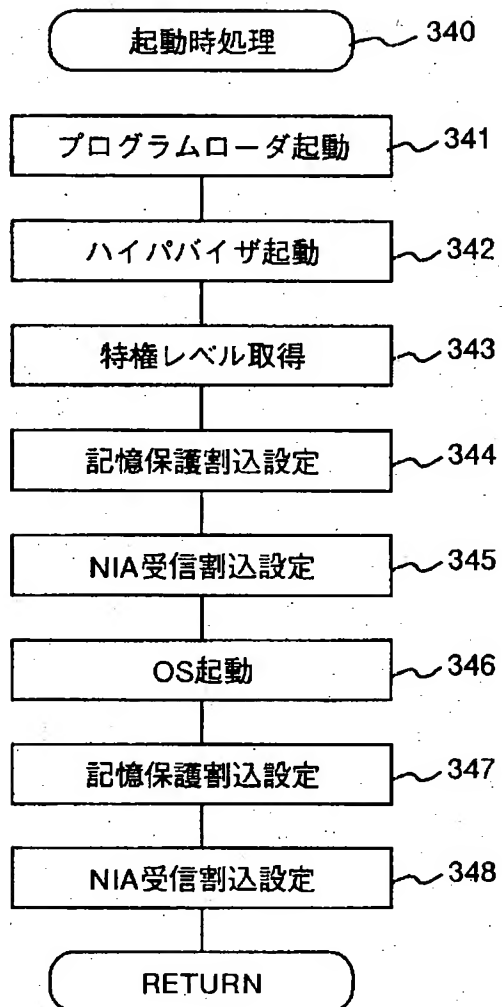 起動時処理 340
プログラムローダ起動 341
ハイパバイザ起動 342
特権レベル取得 343
記憶保護割込設定 344
NIA受信割込設定 345
OS起動 346
記憶保護割込設定 347
NIA受信割込設定 348
RETURN